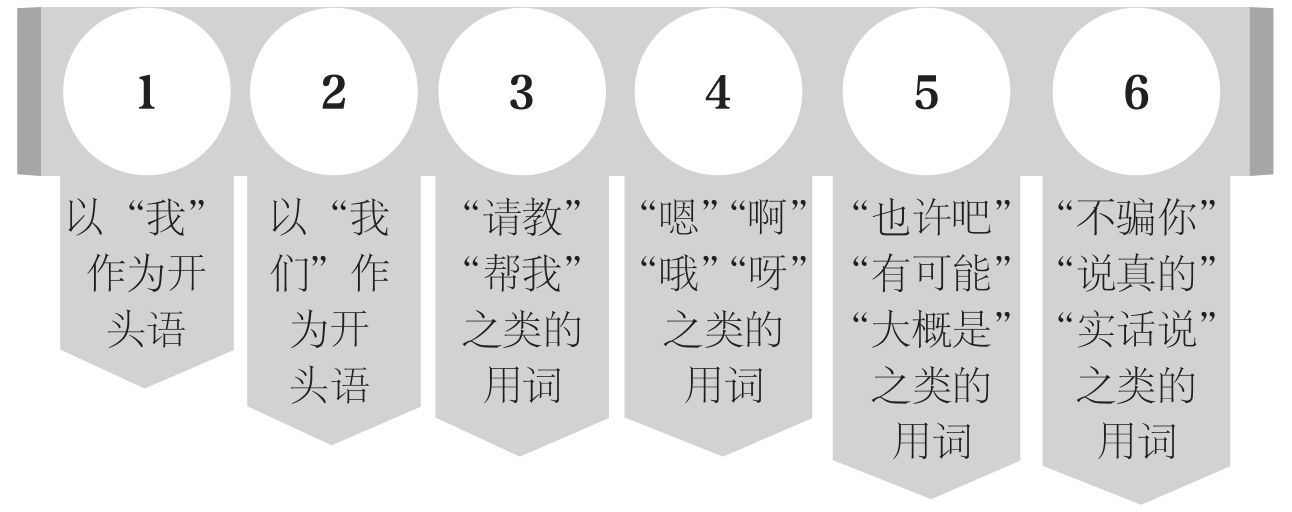 1
以“我”
作为开
头语
2
以“我
们”作
为开
头语
3
“请教”
“帮我”
之类的
用词
4
“嗯”“啊”
“哦”“呀”
之类的
用词
5
“也许吧”
“有可能”
“大概是”
之类的
用词
6
“不骗你”
“说真的”
“实话说”
之类的
用词